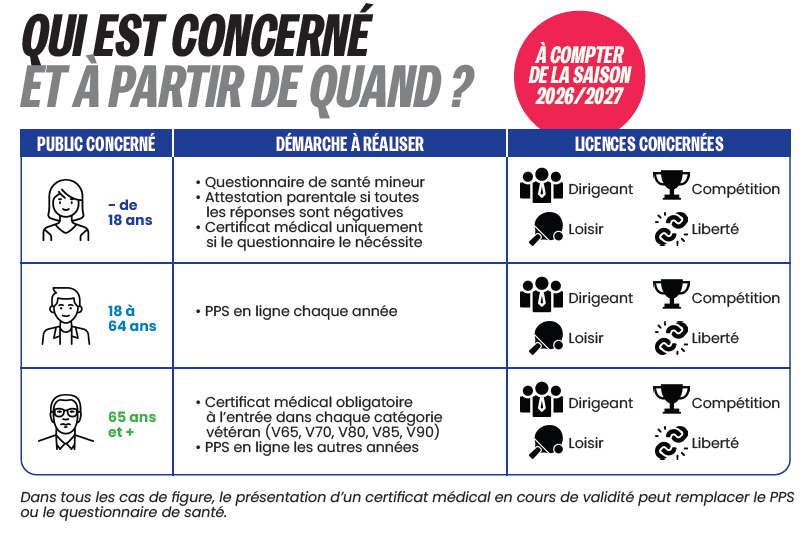 QUI EST CONCERNÉ
ET À PARTIR DE QUAND ?
À COMPTER
DE LA SAISON
2026/2027
PUBLIC CONCERNÉ
DÉMARCHE À RÉALISER
LICENCES CONCERNÉES
- de
18 ans
• Questionnaire de santé mineur
• Attestation parentale si toutes
les réponses sont négatives
• Certificat médical uniquement
si le questionnaire le nécéssite
Dirigeant
Compétition
Loisir
Liberté
18 à
64 ans
• PPS en ligne chaque année
Dirigeant
Compétition
Loisir
Liberté
65 ans
et +
• Certificat médical obligatoire
à l'entrée dans chaque catégorie
vétéran (V65, V70, V80, V85, V90)
• PPS en ligne les autres années
Dirigeant
Compétition
Loisir
Liberté
Dans tous les cas de figure, le présentation d'un certificat médical en cours de validité peut remplacer le PPS
ou le questionnaire de santé.